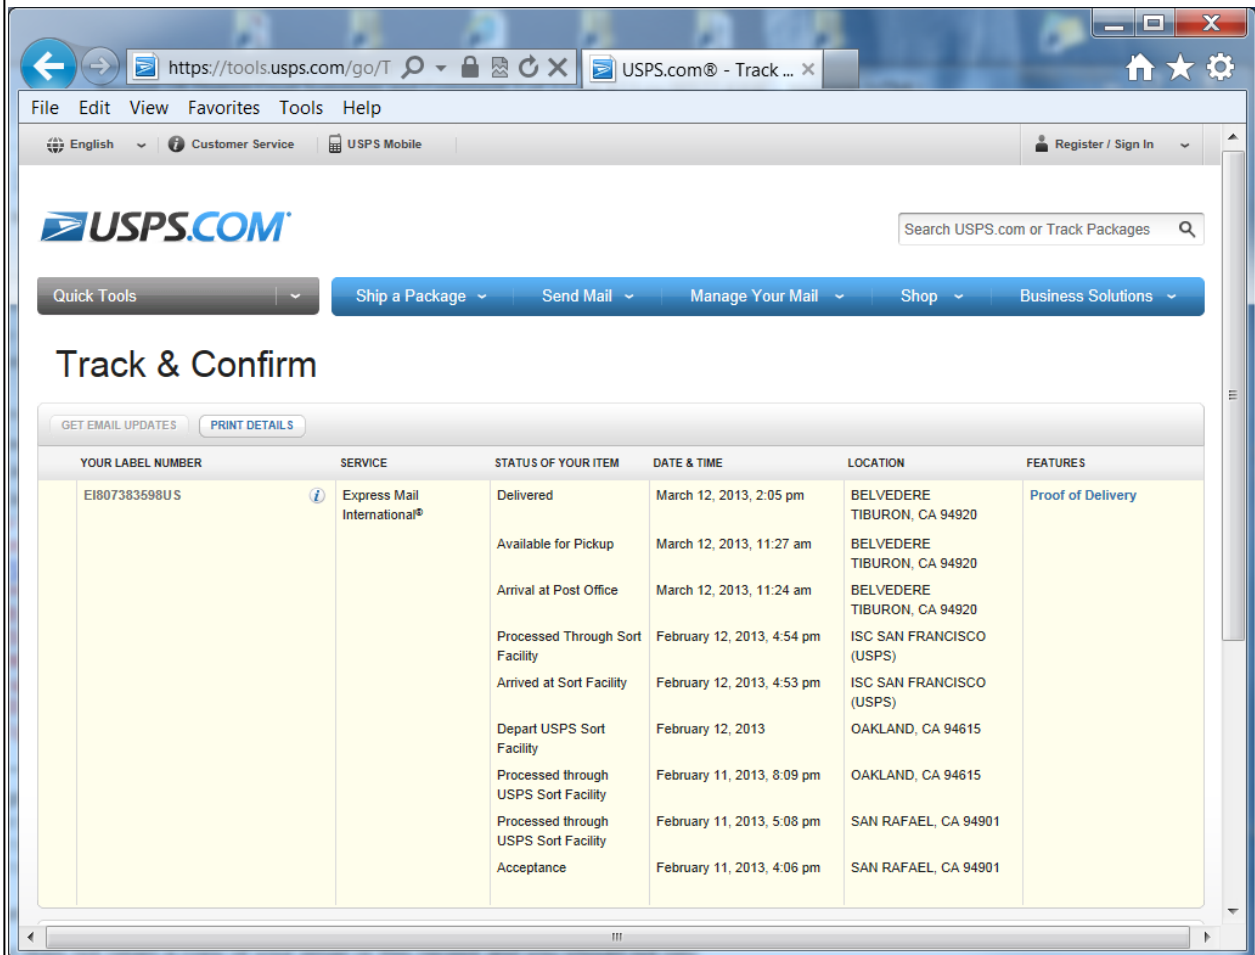 https://tools.usps.com/go/T
USPS.com® - Track ...
File Edit View Favorites Tools Help
English Customer Service USPS Mobile Register / Sign In
USPS.COM
Search USPS.com or Track Packages
Quick Tools Ship a Package Send Mail Manage Your Mail Shop Business Solutions
Track & Confirm
GET EMAIL UPDATES PRINT DETAILS
YOUR LABEL NUMBER SERVICE STATUS OF YOUR ITEM DATE & TIME LOCATION FEATURES
EI807383598US Express Mail Delivered March 12, 2013, 2:05 pm BELVEDERE Proof of Delivery
International® TIBURON, CA 94920
Available for Pickup March 12, 2013, 11:27 am BELVEDERE
TIBURON, CA 94920
Arrival at Post Office March 12, 2013, 11:24 am BELVEDERE
TIBURON, CA 94920
Processed Through Sort February 12, 2013, 4:54 pm ISC SAN FRANCISCO
Facility (USPS)
Arrived at Sort Facility February 12, 2013, 4:53 pm ISC SAN FRANCISCO
(USPS)
Depart USPS Sort February 12, 2013 OAKLAND, CA 94615
Facility
Processed through February 11, 2013, 8:09 pm OAKLAND, CA 94615
USPS Sort Facility
Processed through February 11, 2013, 5:08 pm SAN RAFAEL, CA 94901
USPS Sort Facility
Acceptance February 11, 2013, 4:06 pm SAN RAFAEL, CA 94901